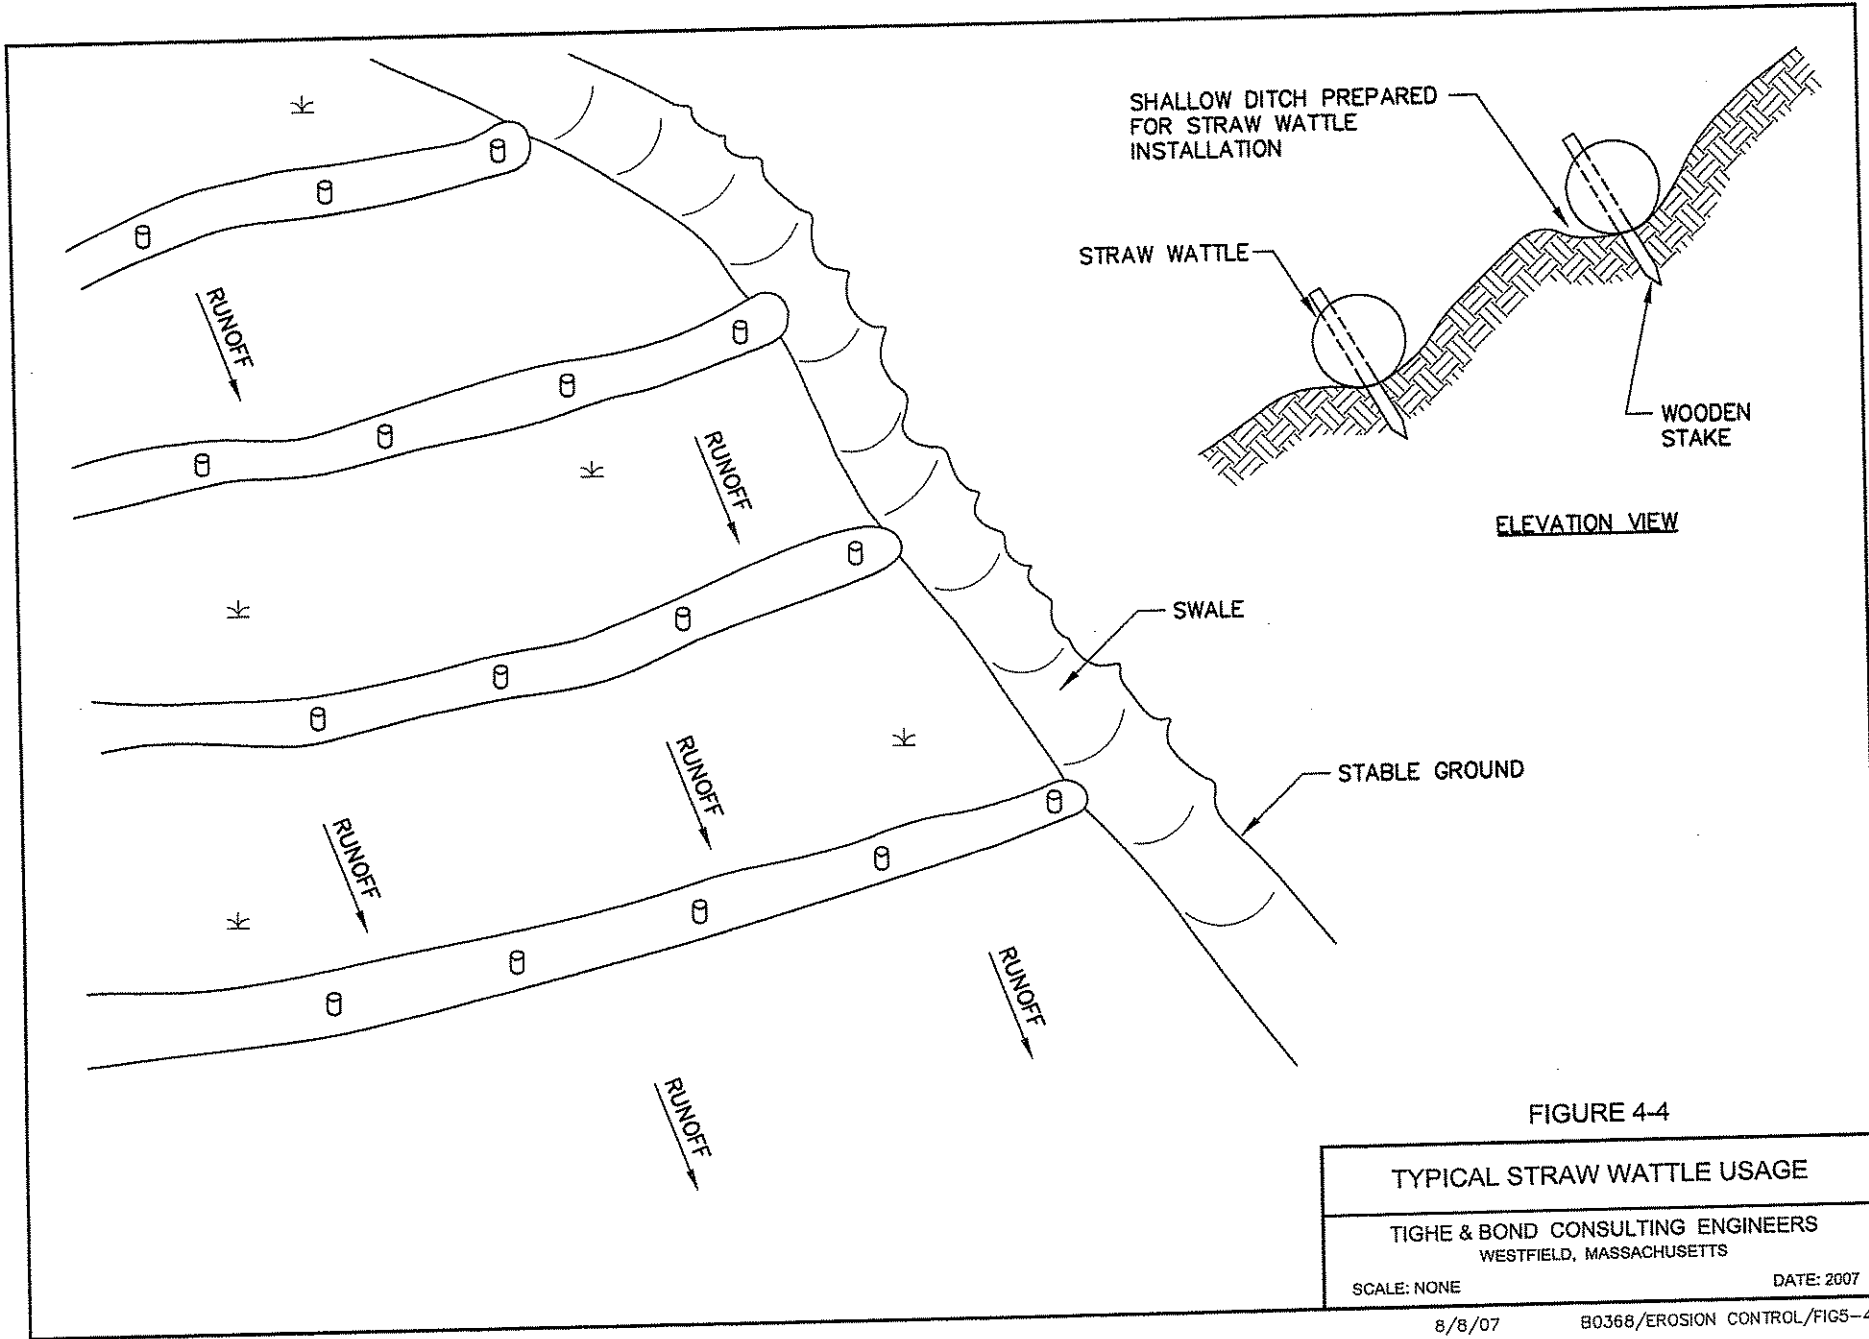 SHALLOW DITCH PREPARED
FOR STRAW WATTLE
INSTALLATION
STRAW WATTLE
WOODEN
STAKE
ELEVATION VIEW
RUNOFF
RUNOFF
RUNOFF
RUNOFF
RUNOFF
RUNOFF
SWALE
STABLE GROUND
FIGURE 4-4
TYPICAL STRAW WATTLE USAGE
TIGHE & BOND CONSULTING ENGINEERS
WESTFIELD, MASSACHUSETTS
SCALE: NONE
DATE: 2007
8/8/07
B0368/EROSION CONTROL/FIG5-4